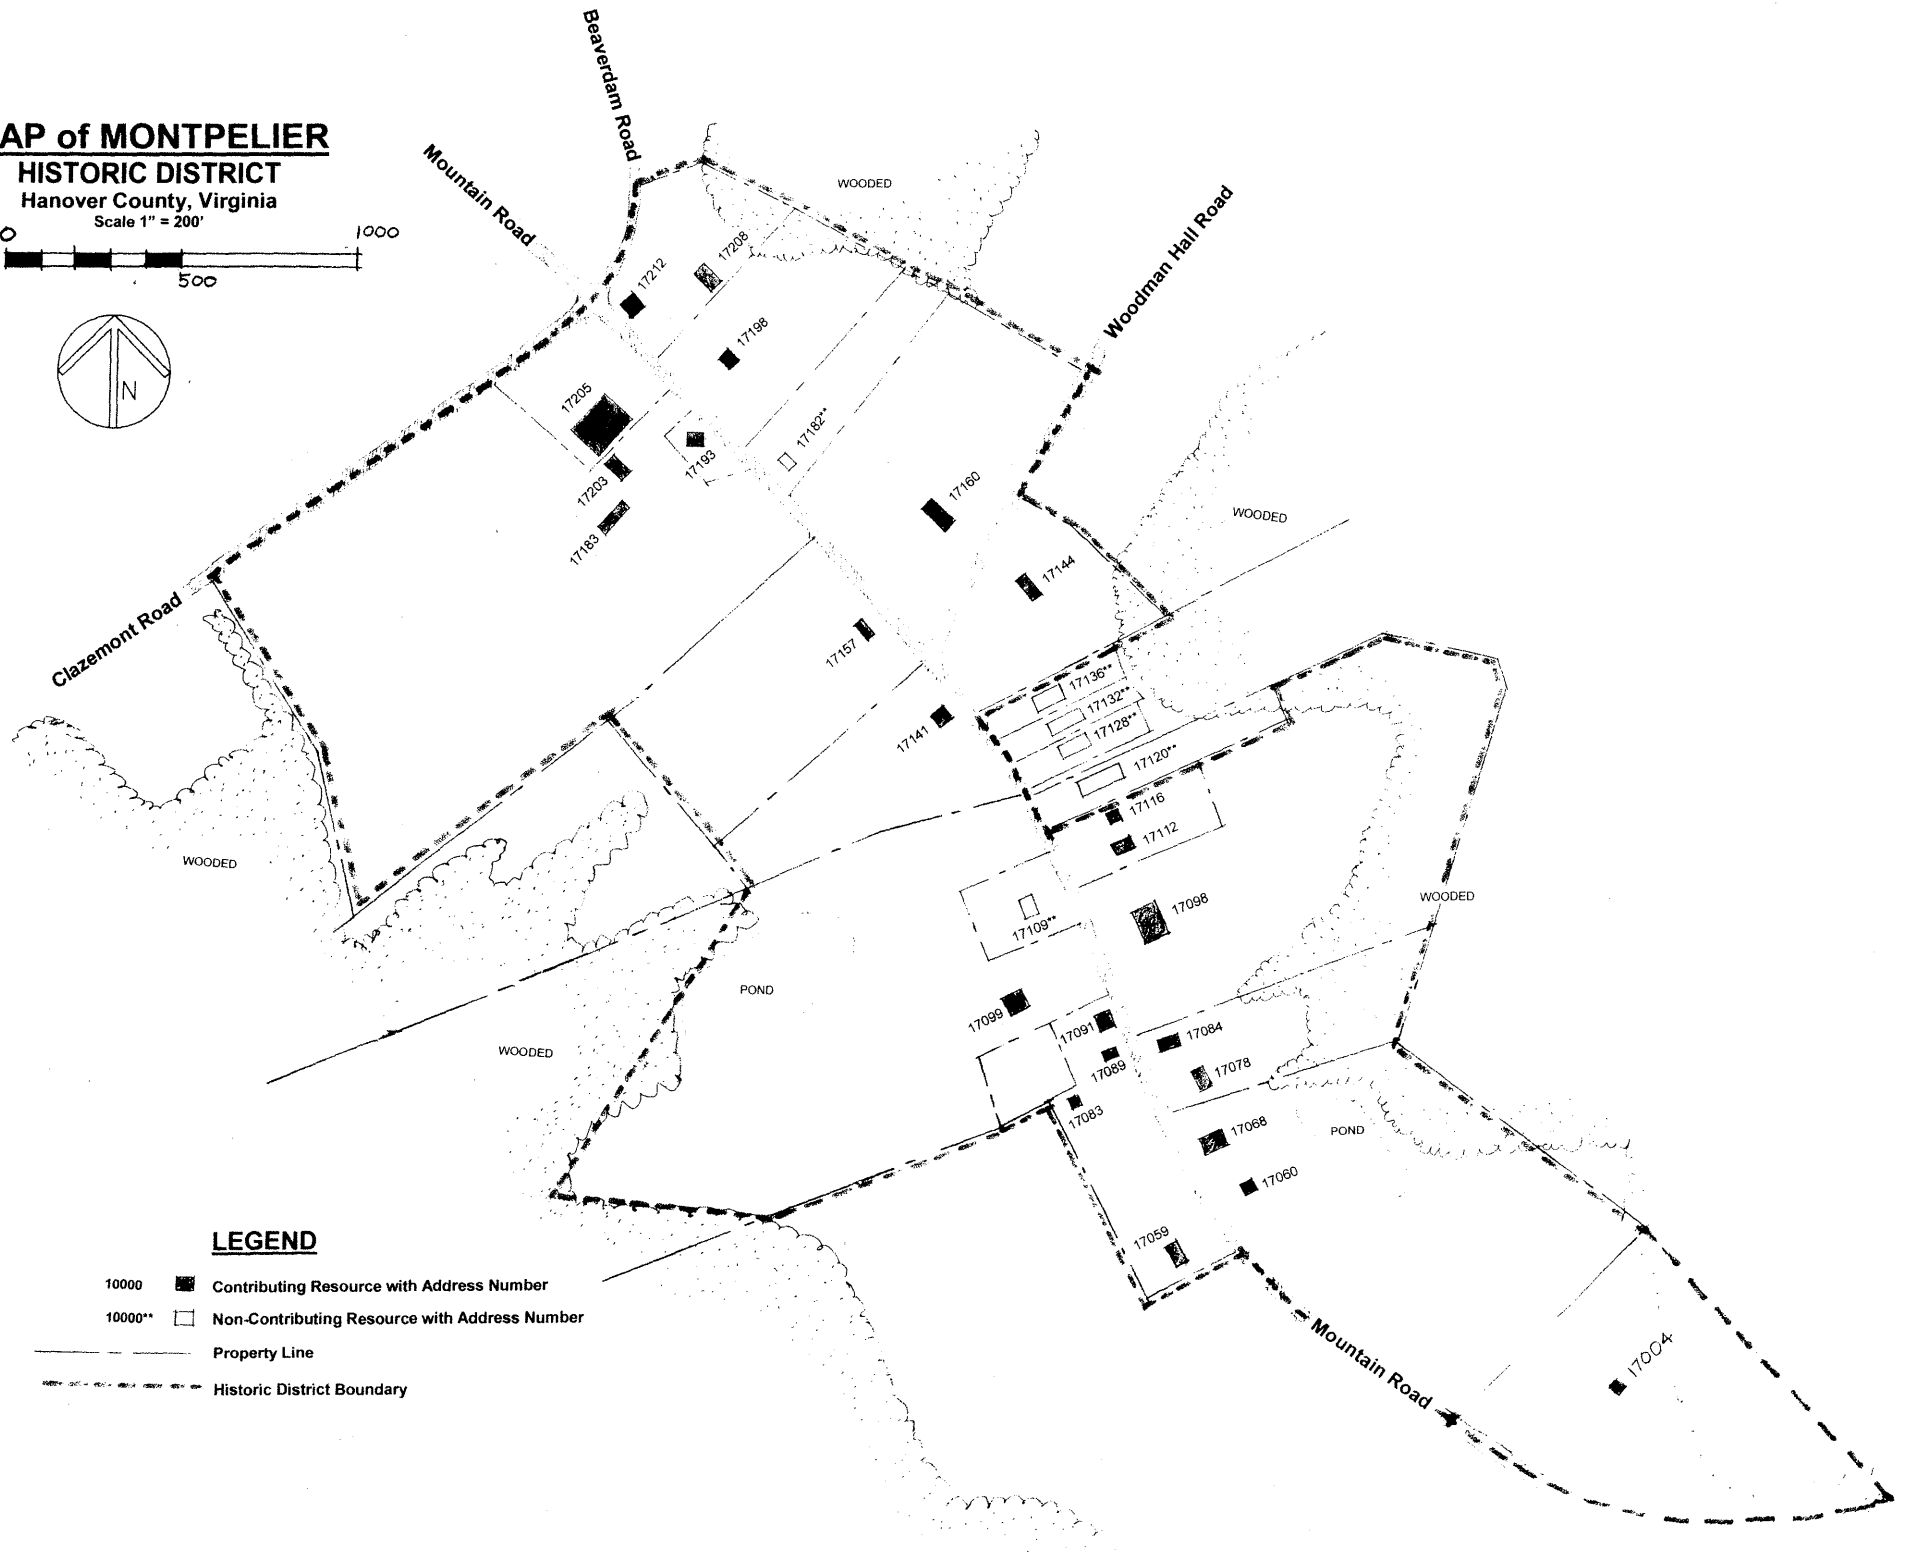 AP of MONTPELIER
HISTORIC DISTRICT
Hanover County, Virginia
Scale 1" = 200'
0
1000
500
N
Beaverdam Road
Mountain Road
WOODED
Woodman Hall Road
17208
17212
17198
17205
17182**
17193
17203
17183
17160
WOODED
17144
Clazemont Road
17157
17136**
17132**
17141
17128**
17120**
17116
17112
WOODED
WOODED
17098
17109**
POND
17099
17091
17084
WOODED
17089
17078
17083
17068
POND
17060
17059
Mountain Road
17004
LEGEND
10000 Contributing Resource with Address Number
10000** Non-Contributing Resource with Address Number
Property Line
Historic District Boundary